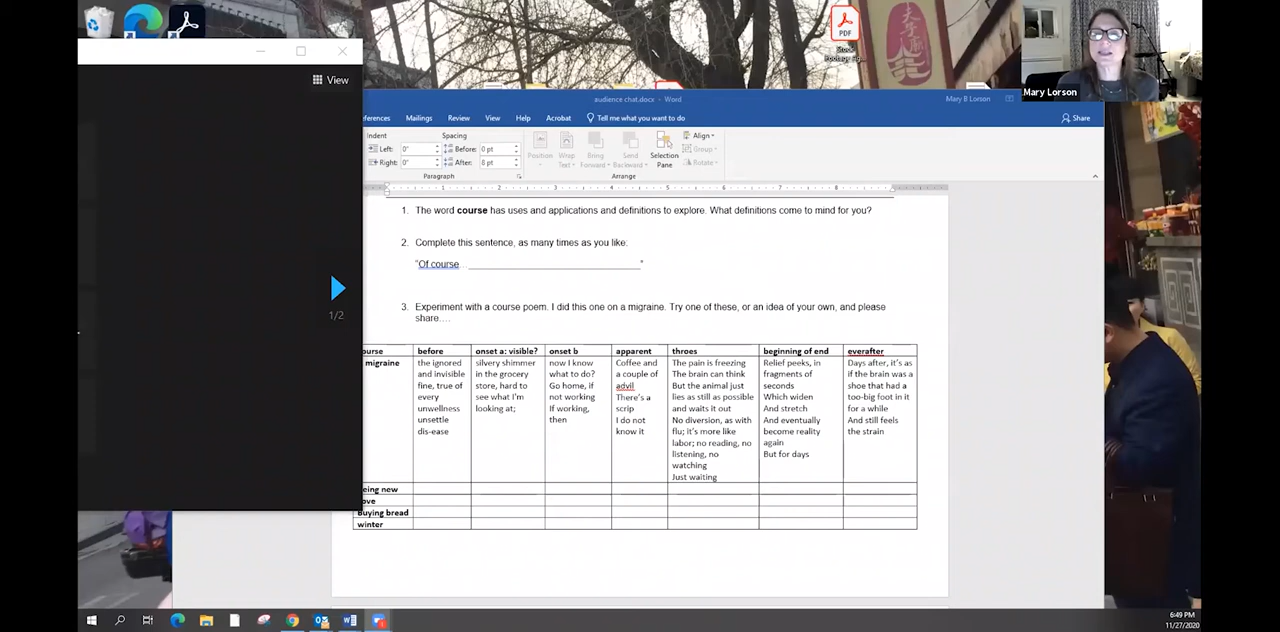 PDF
Stock
Footage
View
1/2
Mary Lorson
audience chat.docx - Word
Mary B Lorson
ferences
Mailings
Review
View
Help
Acrobat
Tell me what you want to do
Share
Indent
Spacing
Left: 0"
Before: 0 pt
Right: 0"
After: 8 pt
Paragraph
Position
Wrap
Text
Bring
Forward
Send
Backward
Selection
Pane
Align
Group
Rotate
Arrange
1 2 3 4 5 6 7 8
1. The word course has uses and applications and definitions to explore. What definitions come to mind for you?
2. Complete this sentence, as many times as you like:
"Of course…______________________________"
3. Experiment with a course poem. I did this one on a migraine. Try one of these, or an idea of your own, and please
share….
ourse
before
onset a: visible?
onset b
apparent
throes
beginning of end
everafter
migraine
the ignored
and invisible
fine, true of
every
unwellness
unsettle
dis-ease
silvery shimmer
in the grocery
store, hard to
see what I'm
looking at;
now I know
what to do?
Go home, if
not working
If working,
then
Coffee and
a couple of
advil
There's a
scrip
I do not
know it
The pain is freezing
The brain can think
But the animal just
lies as still as possible
and waits it out
No diversion, as with
flu; it's more like
labor; no reading, no
listening, no
watching
Just waiting
Relief peeks, in
fragments of
seconds
Which widen
And stretch
And eventually
become reality
again
But for days
Days after, it's as
if the brain was a
shoe that had a
too-big foot in it
for a while
And still feels
the strain
eing new
ove
Buying bread
winter
6:49 PM
11/27/2020